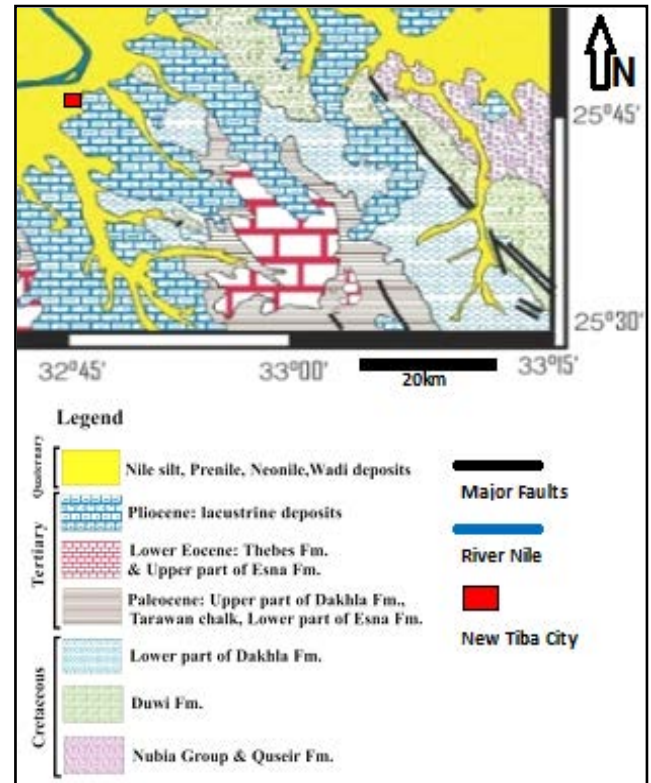 N
25°45'
25°30'
32°45'
33°00'
33°15'
20km
Legend
Quaternary
Nile silt, Prenile, Neonile,Wadi deposits
Tertiary
Pliocene: lacustrine deposits
Lower Eocene: Thebes Fm.
& Upper part of Esna Fm.
Paleocene: Upper part of Dakhla Fm.,
Tarawan chalk, Lower part of Esna Fm.
Cretaceous
Lower part of Dakhla Fm.
Duwi Fm.
Nubia Group & Quseir Fm.
Major Faults
River Nile
New Tiba City